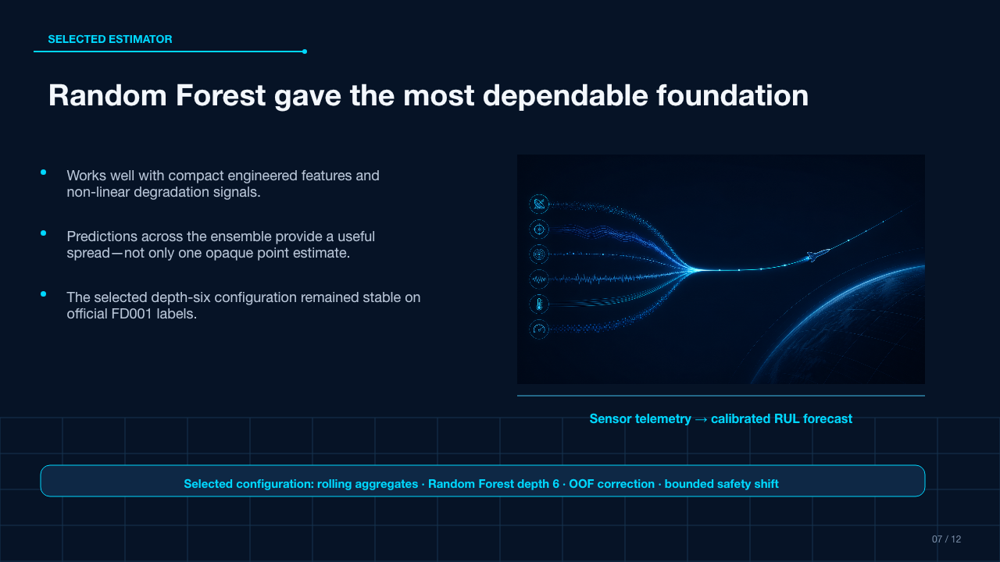 SELECTED ESTIMATOR
Random Forest gave the most dependable foundation
• Works well with compact engineered features and
non-linear degradation signals.
• Predictions across the ensemble provide a useful
spread—not only one opaque point estimate.
• The selected depth-six configuration remained stable on
official FD001 labels.
Sensor telemetry → calibrated RUL forecast
Selected configuration: rolling aggregates · Random Forest depth 6 · OOF correction · bounded safety shift
07 / 12